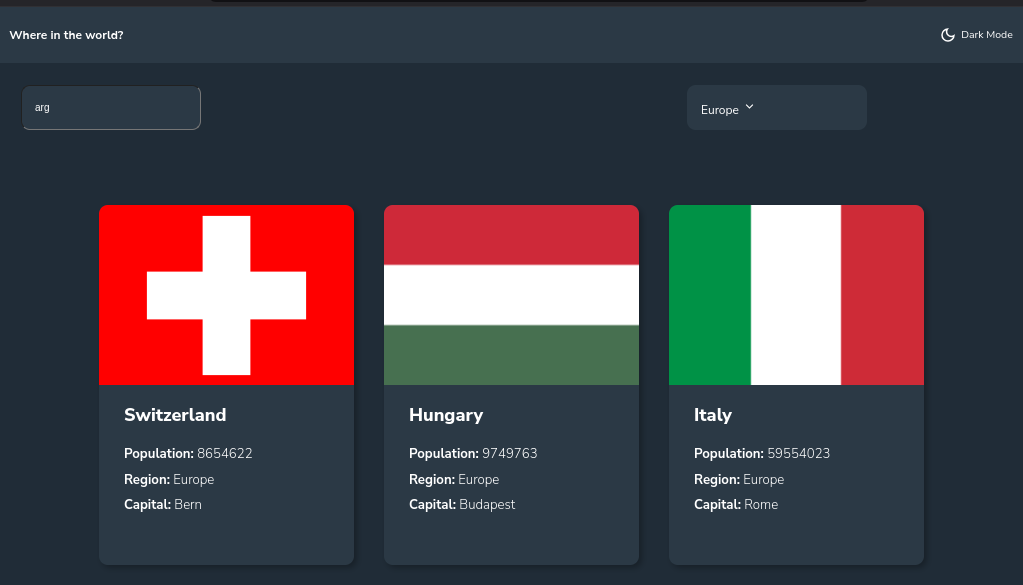 Where in the world?
Dark Mode
arg
Europe
Switzerland
Population: 8654622
Region: Europe
Capital: Bern
Hungary
Population: 9749763
Region: Europe
Capital: Budapest
Italy
Population: 59554023
Region: Europe
Capital: Rome